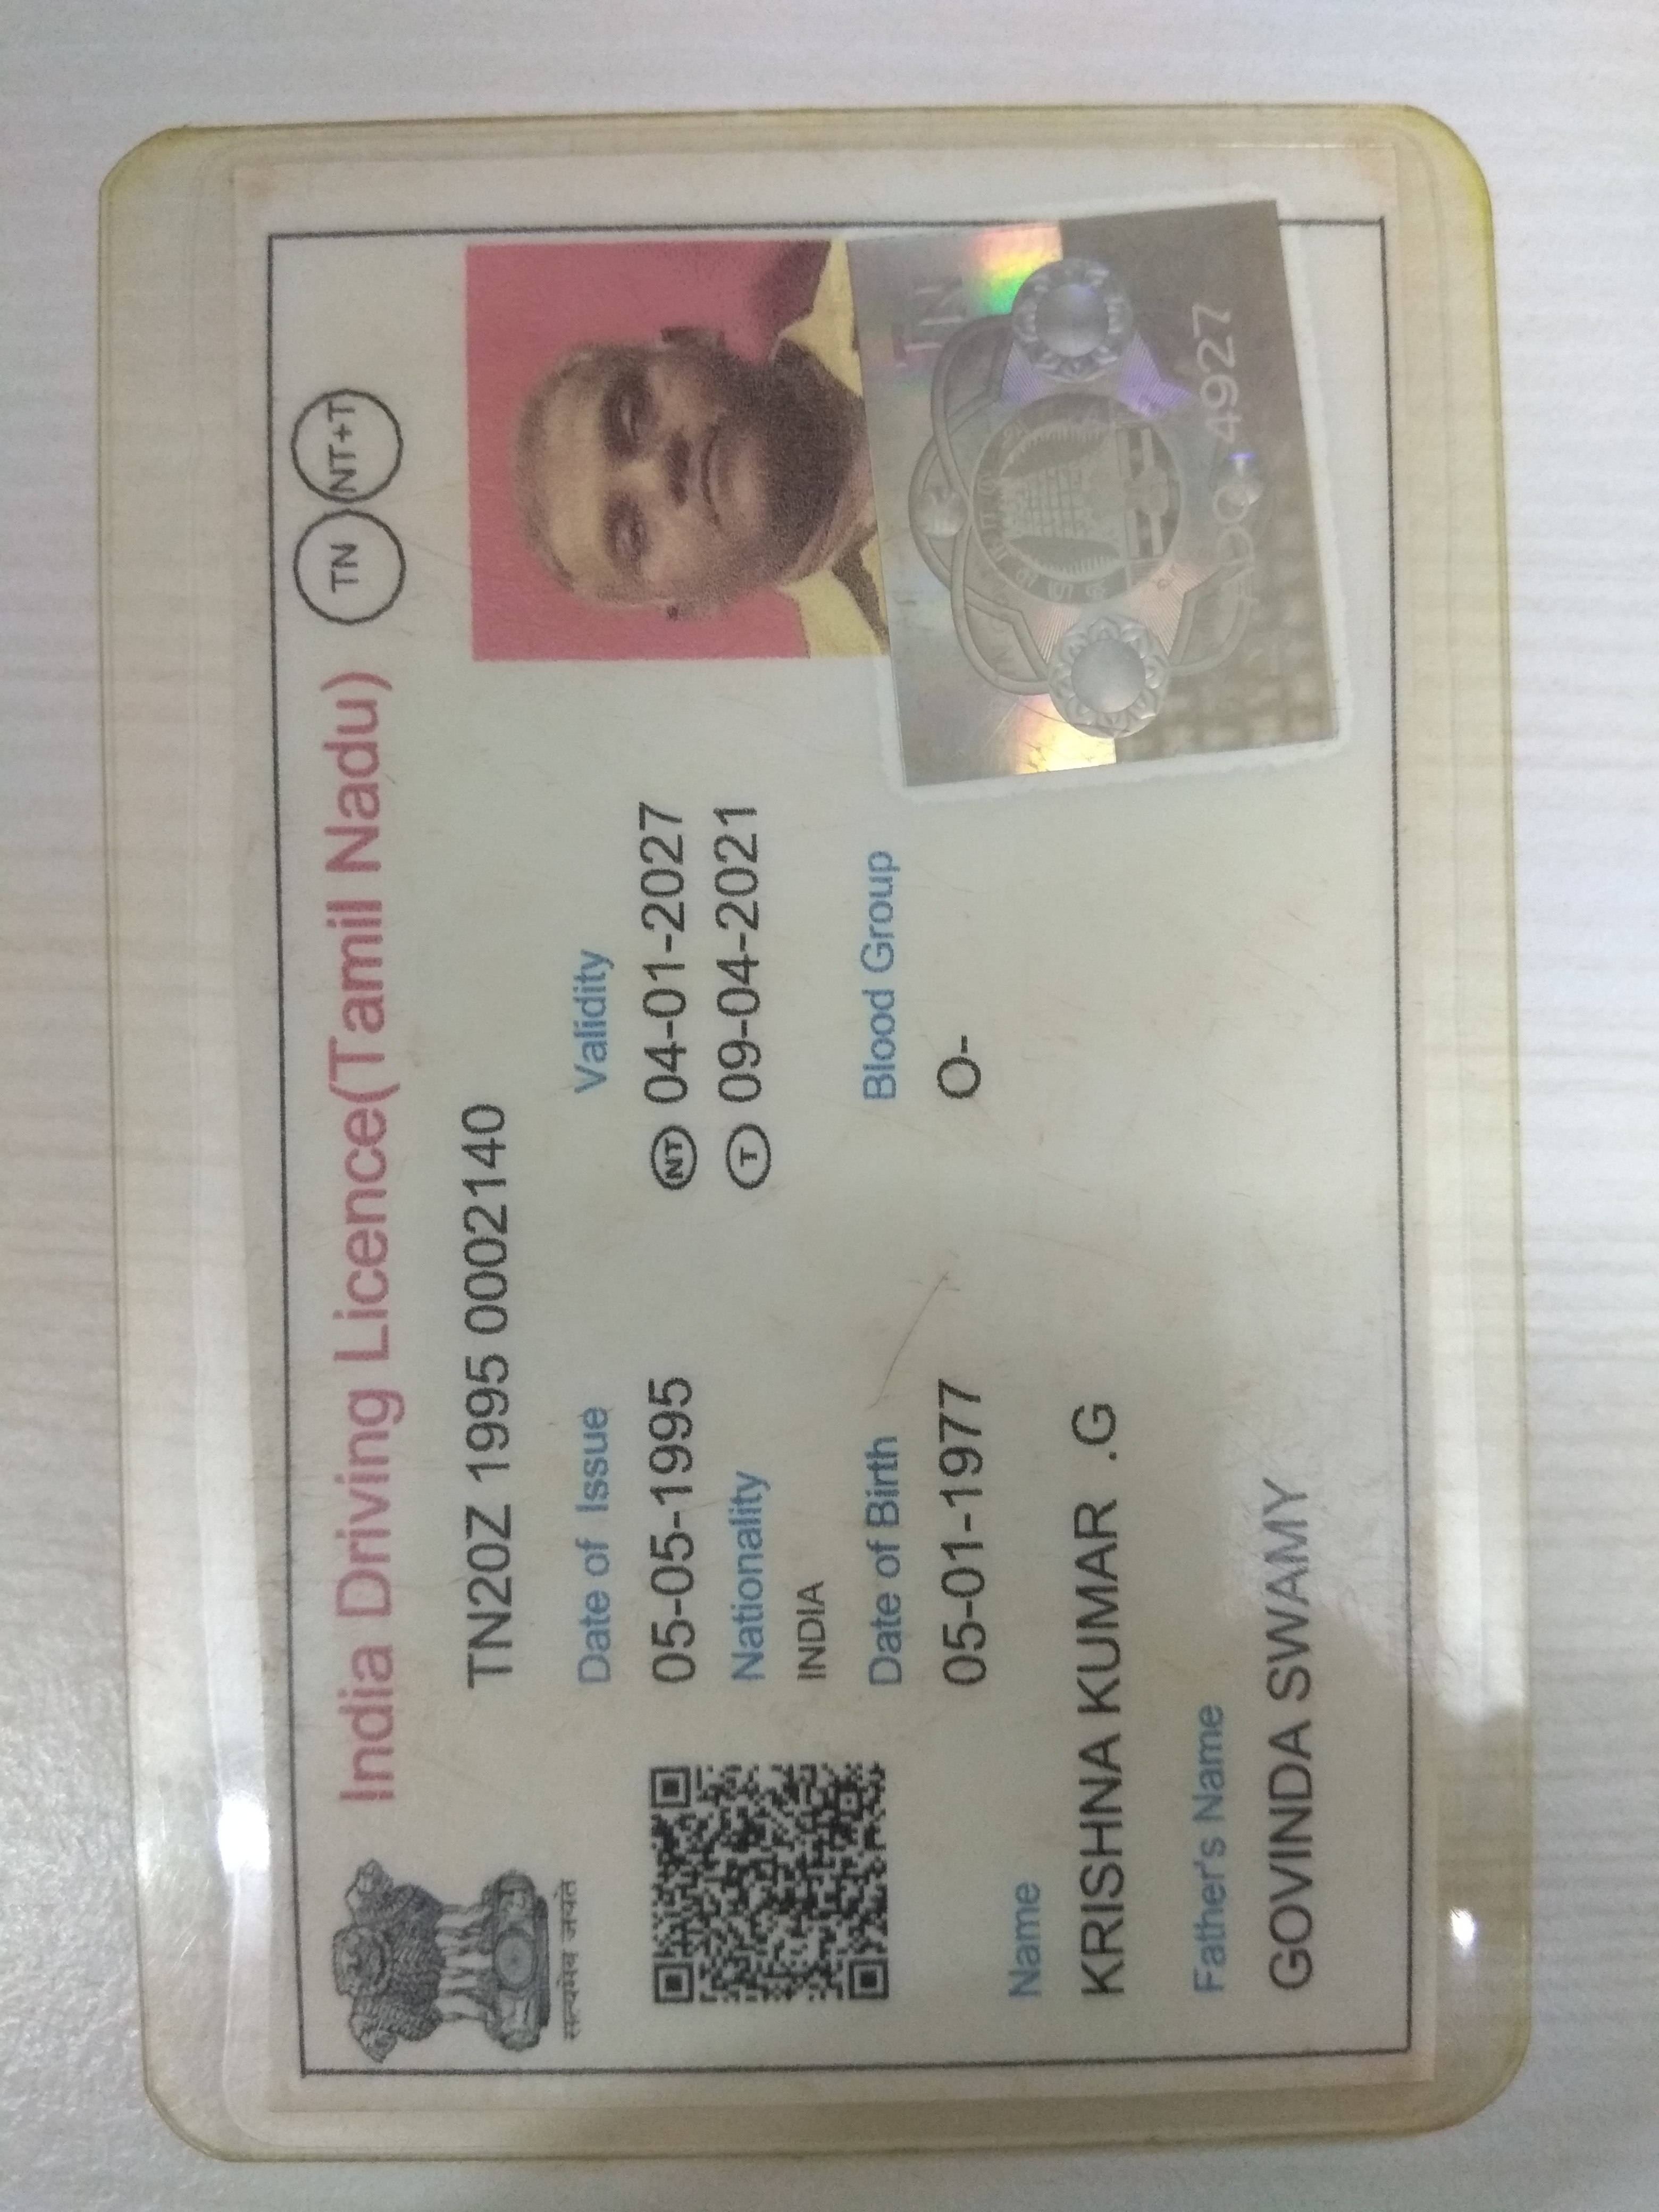 India Driving Licence(Tamil Nadu)
TN
NT+T
सत्यमेव जयते
TN20Z 1995 0002140
Date of Issue
Validity
05-05-1995
NT 04-01-2027
Nationality
T 09-04-2021
INDIA
Date of Birth
Blood Group
05-01-1977
O-
Name
KRISHNA KUMAR .G
Father's Name
GOVINDA SWAMY
TN
4927